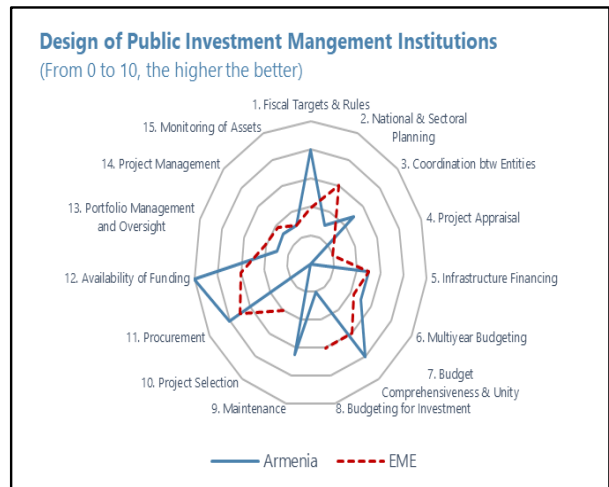 Design of Public Investment Mangement Institutions
(From 0 to 10, the higher the better)
1. Fiscal Targets & Rules
2. National & Sectoral
Planning
3. Coordination btw Entities
4. Project Appraisal
5. Infrastructure Financing
6. Multiyear Budgeting
7. Budget
Comprehensiveness & Unity
8. Budgeting for Investment
9. Maintenance
10. Project Selection
11. Procurement
12. Availability of Funding
13. Portfolio Management
and Oversight
14. Project Management
15. Monitoring of Assets
Armenia
EME